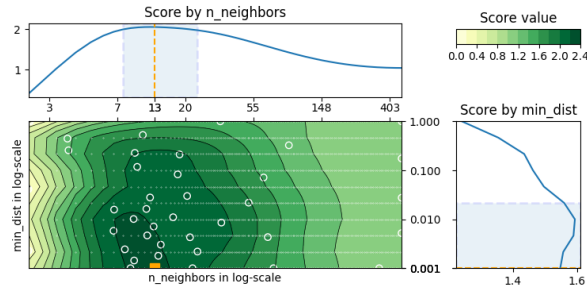 Score by n_neighbors
Score value
2
1
0.0 0.4 0.8 1.2 1.6 2.0 2.4
3 7 13 20 55 148 403
Score by min_dist
min_dist in log-scale
1.000
0.100
0.010
0.001
0.001
n_neighbors in log-scale
1.4 1.6